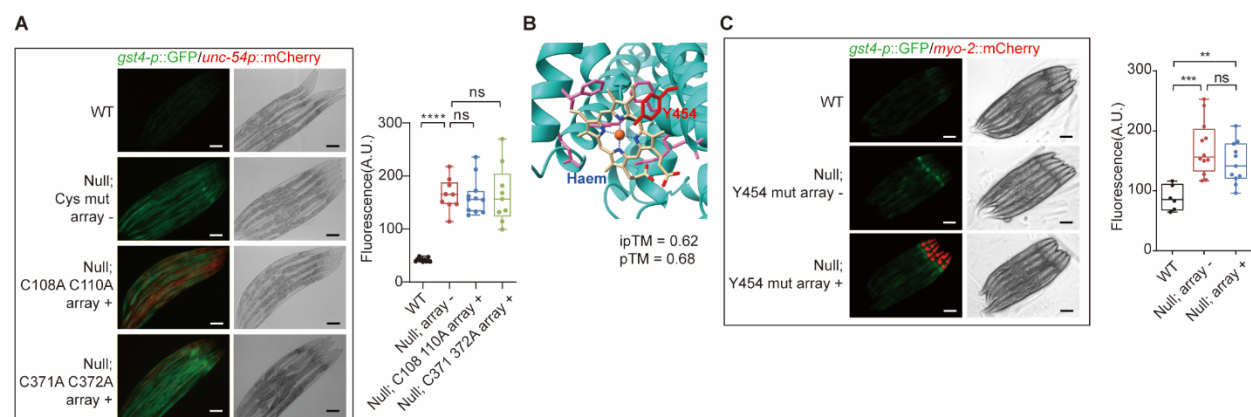 A
gst4-p::GFP/unc-54p::mCherry
WT
Null;
Cys mut
array -
Null;
C108A C110A
array +
Null;
C371A C372A
array +
ns
**** ns
300
200
100
0
Fluorescence(A.U.)
WT
Null; array -
Null; C108 110A array +
Null; C371 372A array +
B
Y454
Haem
ipTM = 0.62
pTM = 0.68
C
gst4-p::GFP/myo-2::mCherry
WT
Null;
Y454 mut array -
Null;
Y454 mut array +
**
*** ns
300
200
100
0
Fluorescence(A.U.)
WT
Null; array -
Null; array +